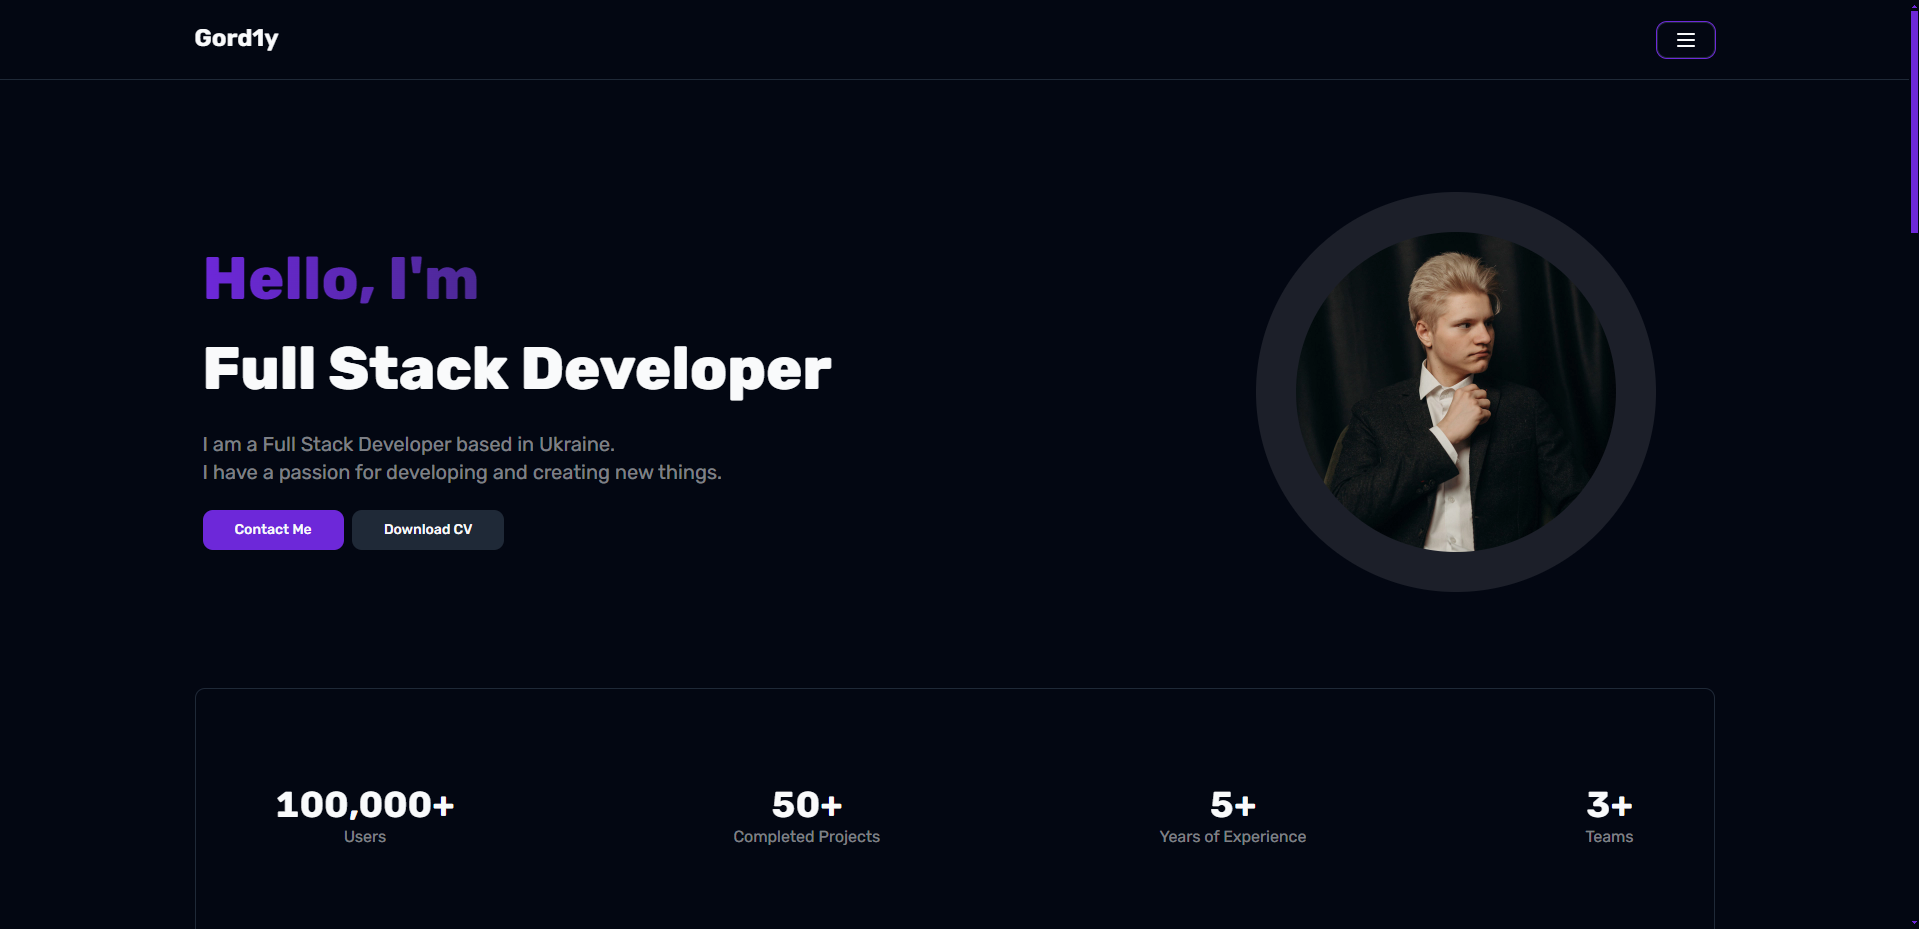 Gord1y
Hello, I'm
Full Stack Developer
I am a Full Stack Developer based in Ukraine.
I have a passion for developing and creating new things.
Contact Me
Download CV
100,000+
Users
50+
Completed Projects
5+
Years of Experience
3+
Teams